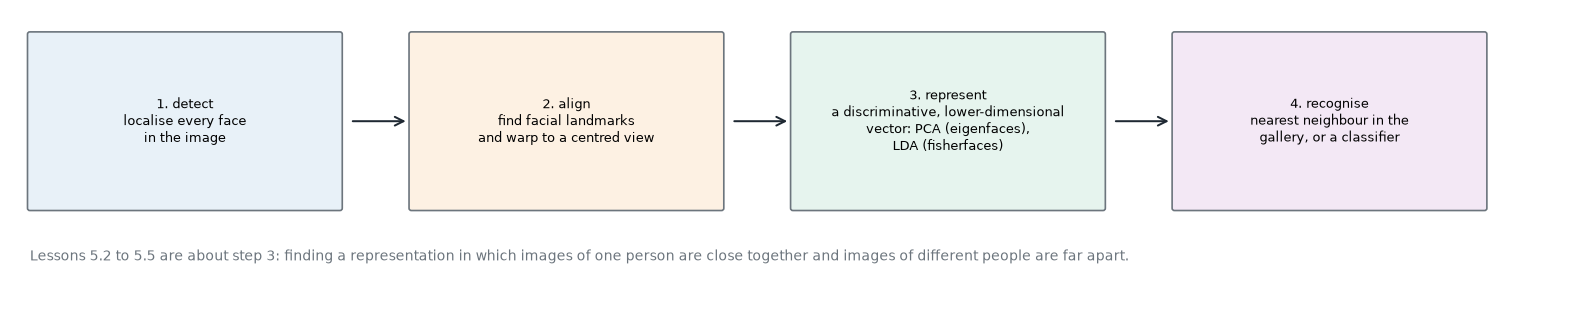 1. detect
localise every face
in the image
2. align
find facial landmarks
and warp to a centred view
3. represent
a discriminative, lower-dimensional
vector: PCA (eigenfaces),
LDA (fisherfaces)
4. recognise
nearest neighbour in the
gallery, or a classifier
Lessons 5.2 to 5.5 are about step 3: finding a representation in which images of one person are close together and images of different people are far apart.